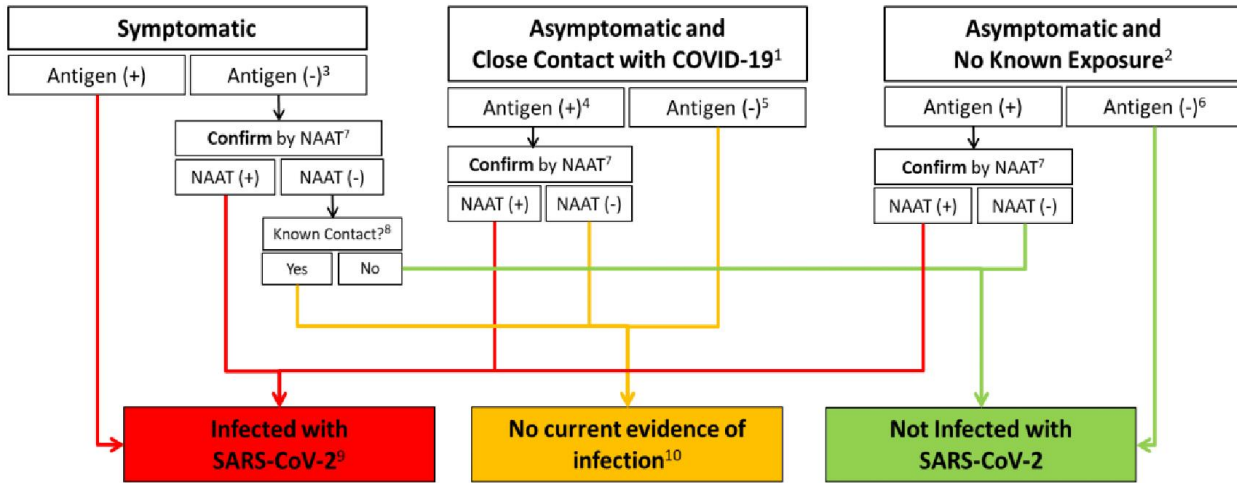 Symptomatic
Antigen (+)
Antigen (-)³
Confirm by NAAT⁷
NAAT (+)
NAAT (-)
Known Contact?⁸
Yes
No
Asymptomatic and
Close Contact with COVID-19¹
Antigen (+)⁴
Antigen (-)⁵
Confirm by NAAT⁷
NAAT (+)
NAAT (-)
Asymptomatic and
No Known Exposure²
Antigen (+)
Antigen (-)⁶
Confirm by NAAT⁷
NAAT (+)
NAAT (-)
Infected with
SARS-CoV-2⁹
No current evidence of
infection¹⁰
Not Infected with
SARS-CoV-2